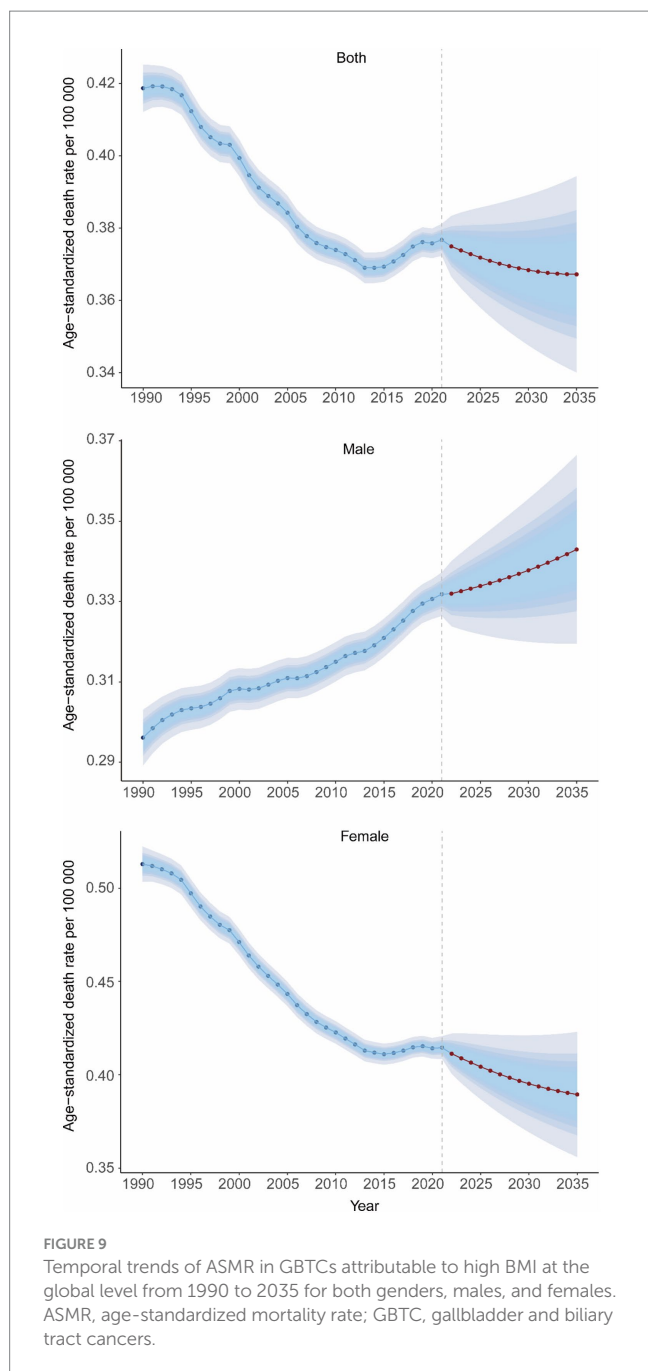 Both
Age−standardized death rate per 100 000
0.42
0.40
0.38
0.36
0.34
1990 1995 2000 2005 2010 2015 2020 2025 2030 2035
Male
Age−standardized death rate per 100 000
0.37
0.35
0.33
0.31
0.29
1990 1995 2000 2005 2010 2015 2020 2025 2030 2035
Female
Age−standardized death rate per 100 000
0.50
0.45
0.40
0.35
1990 1995 2000 2005 2010 2015 2020 2025 2030 2035
Year
FIGURE 9
Temporal trends of ASMR in GBTCs attributable to high BMI at the
global level from 1990 to 2035 for both genders, males, and females.
ASMR, age-standardized mortality rate; GBTC, gallbladder and biliary
tract cancers.